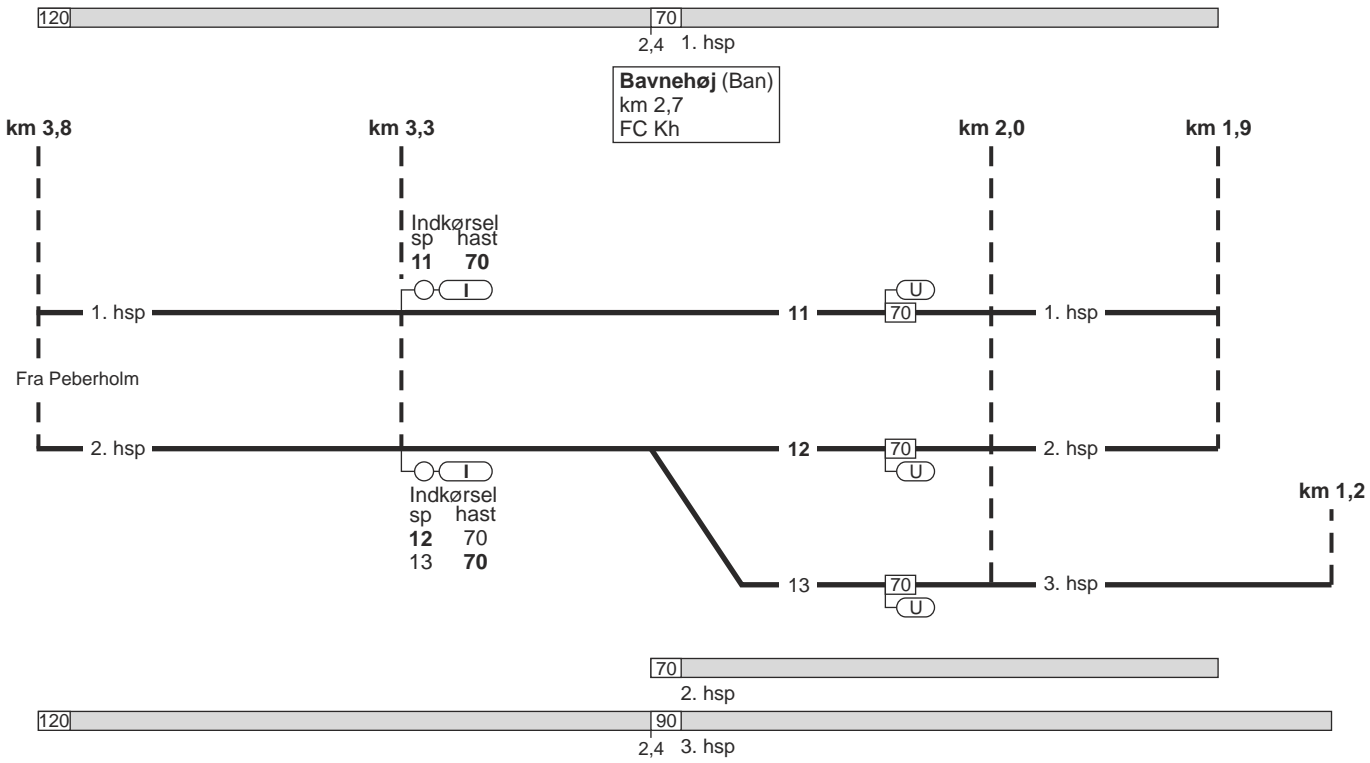 120
70
2,4 1. hsp
Bavnehøj (Ban)
km 2,7
FC Kh
km 3,8
km 3,3
km 2,0
km 1,9
Indkørsel
sp hast
11 70
I
U
1. hsp
11
70
1. hsp
Fra Peberholm
2. hsp
12
70
2. hsp
I
U
Indkørsel
sp hast
12 70
13 70
km 1,2
13
70
3. hsp
U
70
2. hsp
120
90
2,4 3. hsp